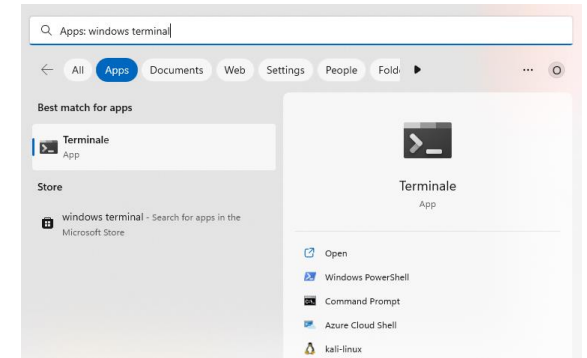 Apps: windows terminal
All Apps Documents Web Settings People Folde
O
Best match for apps
Terminale
App
Store
windows terminal - Search for apps in the
Microsoft Store
Terminale
App
Open
Windows PowerShell
Command Prompt
Azure Cloud Shell
kali-linux